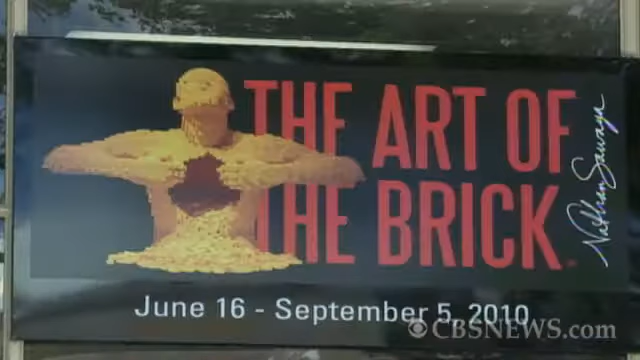 THE ART OF
THE BRICK
Nathan Sawaya
June 16 - September 5, 2010
CBSNEWS.com